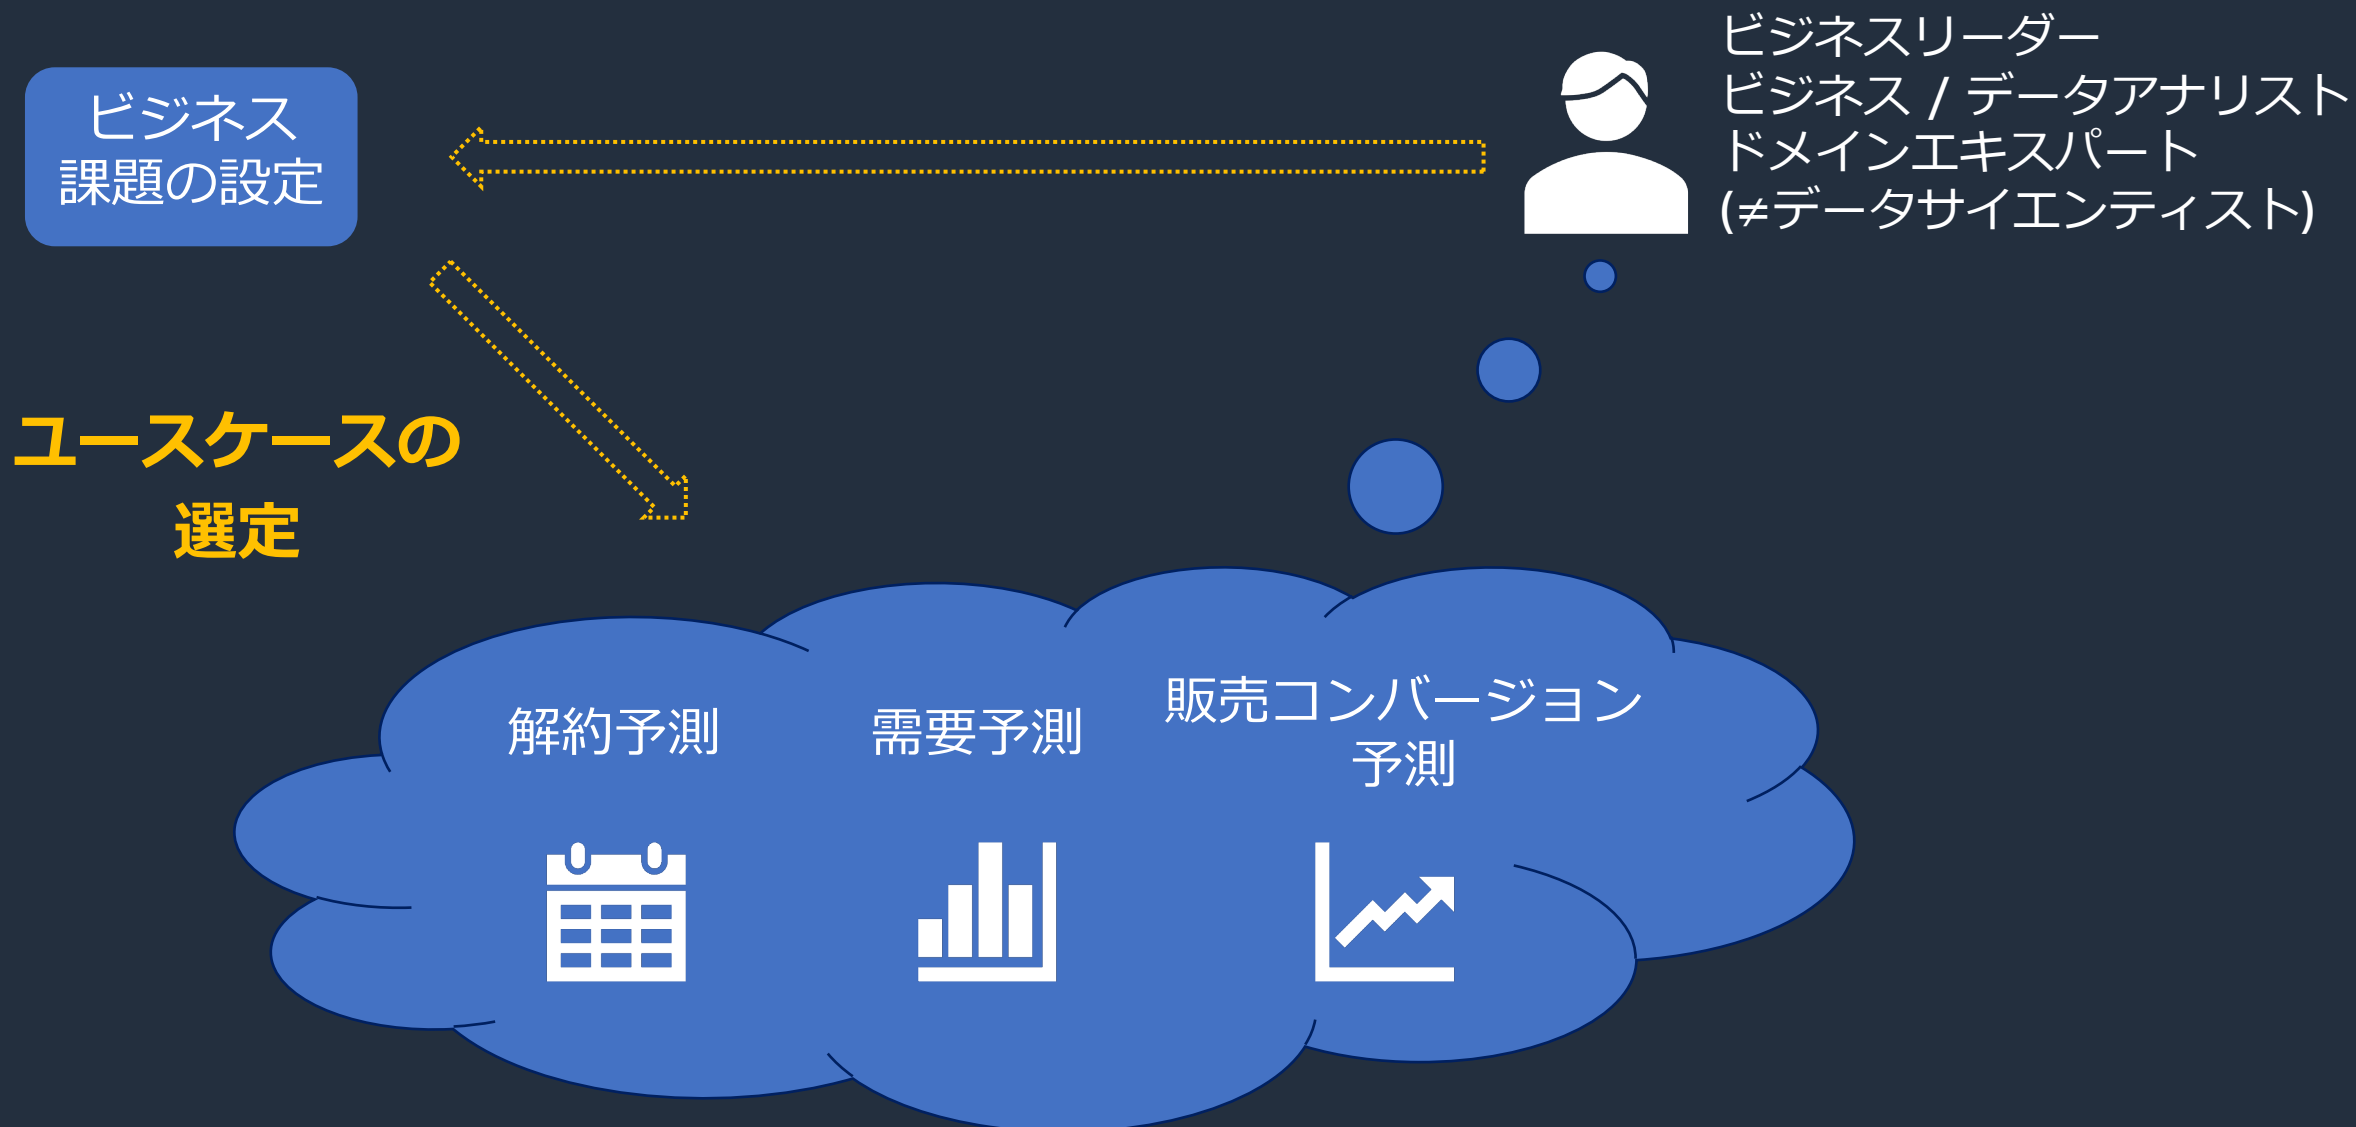 ビジネス
課題の設定
ビジネスリーダー
ビジネス / データアナリスト
ドメインエキスパート
(≠データサイエンティスト)
ユースケースの
選定
解約予測
需要予測
販売コンバージョン
予測